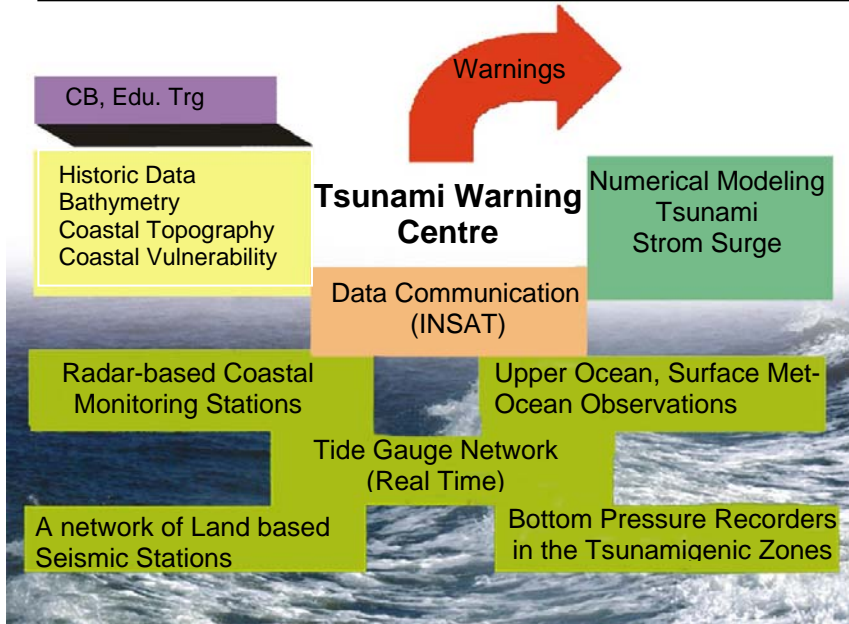 Warnings
CB, Edu. Trg
Historic Data
Bathymetry
Coastal Topography
Coastal Vulnerability
Tsunami Warning
Centre
Numerical Modeling
Tsunami
Strom Surge
Data Communication
(INSAT)
Radar-based Coastal
Monitoring Stations
Upper Ocean, Surface Met-
Ocean Observations
Tide Gauge Network
(Real Time)
A network of Land based
Seismic Stations
Bottom Pressure Recorders
in the Tsunamigenic Zones